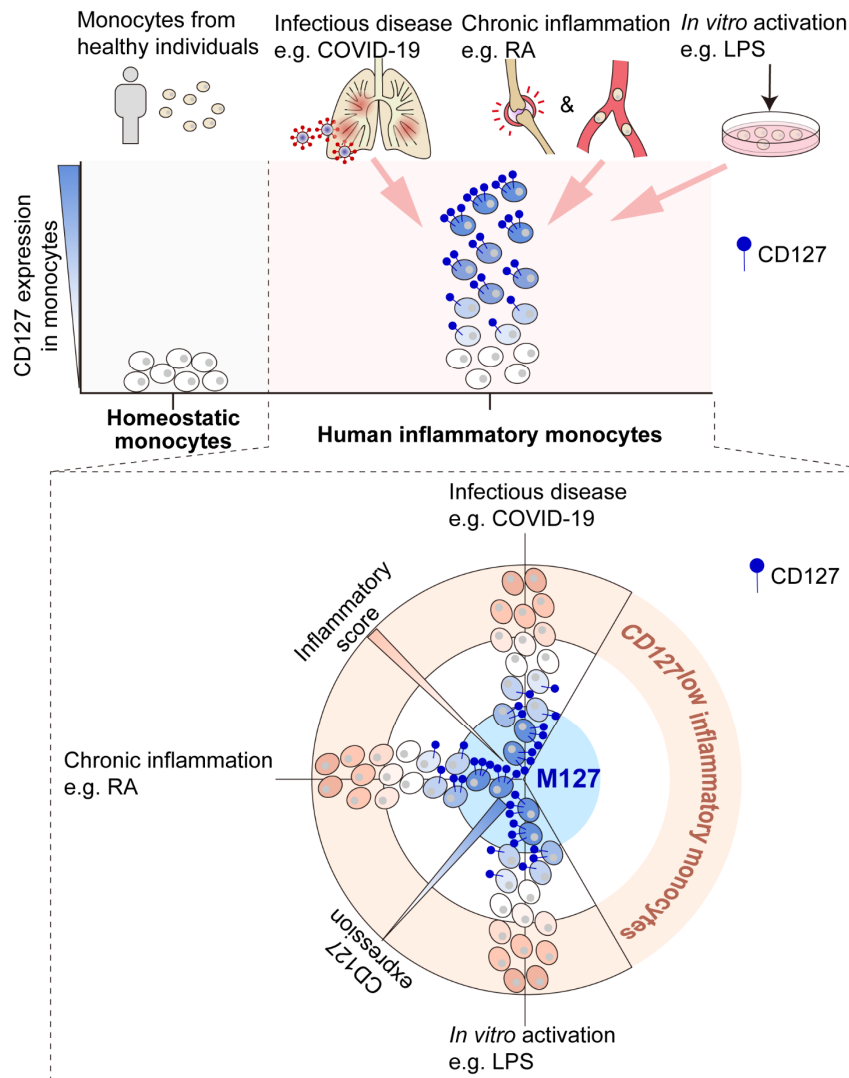 Monocytes from
healthy individuals
Infectious disease
e.g. COVID-19
Chronic inflammation
e.g. RA
In vitro activation
e.g. LPS
&
CD127 expression
in monocytes
CD127
Homeostatic
monocytes
Human inflammatory monocytes
Infectious disease
e.g. COVID-19
CD127
Inflammatory
score
CD127low inflammatory monocytes
Chronic inflammation
e.g. RA
M127
CD127
expression
In vitro activation
e.g. LPS